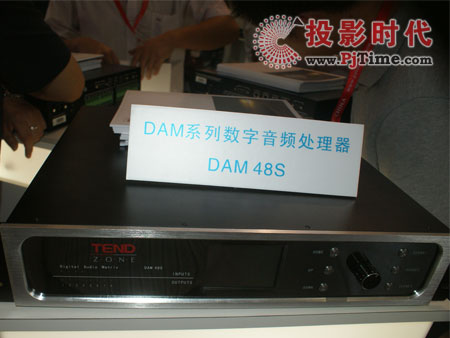 投影时代
www.PjTime.com
DAM系列数字音频处理器
DAM 48S
TEND
ZONE
Digital Audio Matrix
INPUTS
OUTPUTS